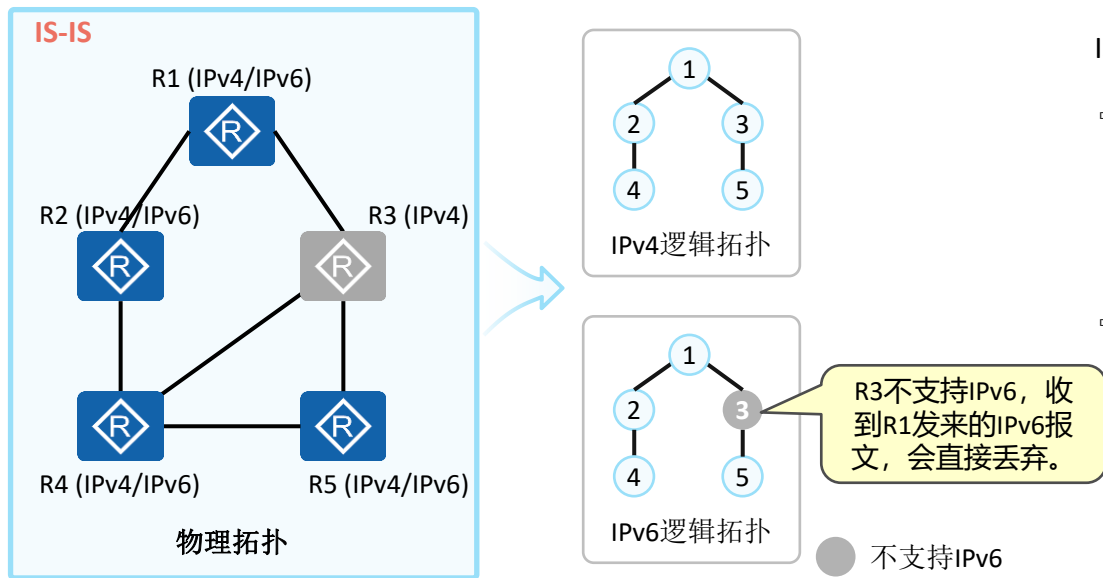 IS-IS
R1 (IPv4/IPv6)
R
R2 (IPv4/IPv6)
R3 (IPv4)
R
R
R
R
R4 (IPv4/IPv6)
R5 (IPv4/IPv6)
物理拓扑
1
2
3
4
5
IPv4逻辑拓扑
1
2
3
4
5
IPv6逻辑拓扑
R3不支持IPv6，收
到R1发来的IPv6报
文，会直接丢弃。
不支持IPv6
I